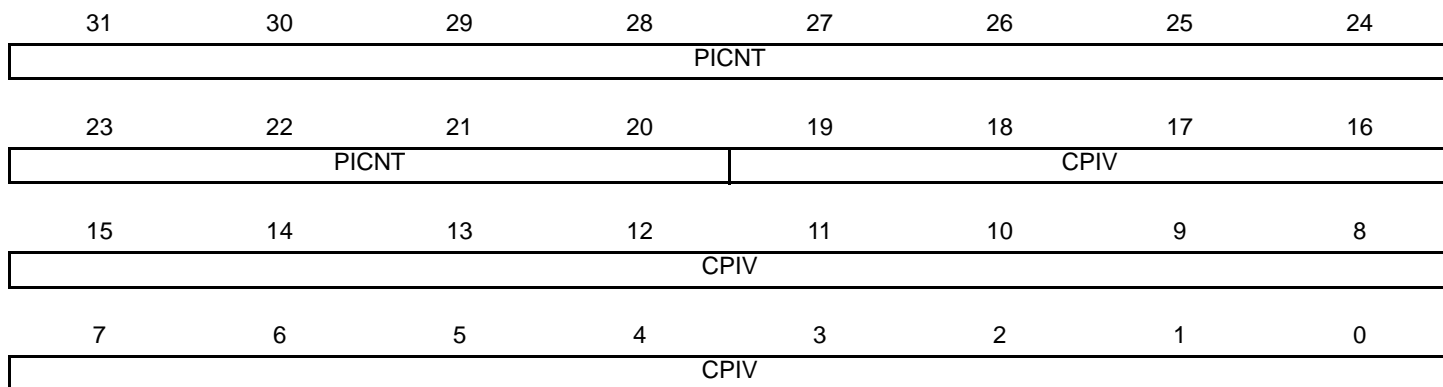 31 30 29 28 27 26 25 24
PICNT
23 22 21 20 19 18 17 16
PICNT CPIV
15 14 13 12 11 10 9 8
CPIV
7 6 5 4 3 2 1 0
CPIV